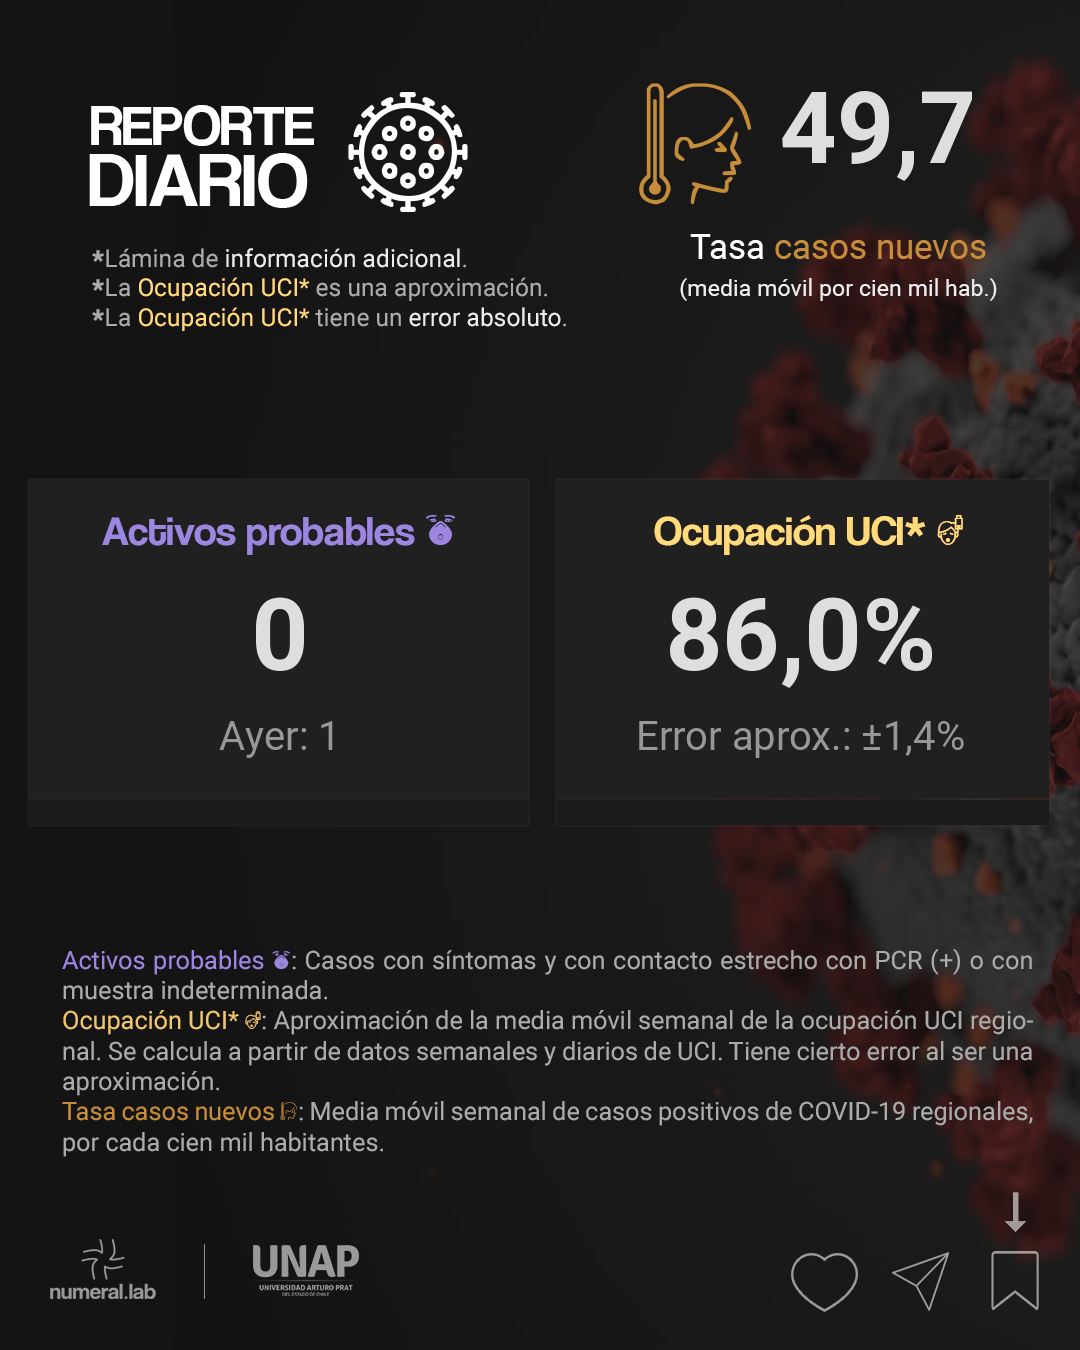 REPORTE
DIARIO
*Lámina de información adicional.
*La Ocupación UCI* es una aproximación.
*La Ocupación UCI* tiene un error absoluto.
49,7
Tasa casos nuevos
(media móvil por cien mil hab.)
Activos probables
0
Ayer: 1
Ocupación UCI*
86,0%
Error aprox.: ±1,4%
Activos probables : Casos con síntomas y con contacto estrecho con PCR (+) o con
muestra indeterminada.
Ocupación UCI* : Aproximación de la media móvil semanal de la ocupación UCI regio-
nal. Se calcula a partir de datos semanales y diarios de UCI. Tiene cierto error al ser una
aproximación.
Tasa casos nuevos : Media móvil semanal de casos positivos de COVID-19 regionales,
por cada cien mil habitantes.
numeral.lab
UNAP
UNIVERSIDAD ARTURO PRAT
DEL ESTADO DE CHILE